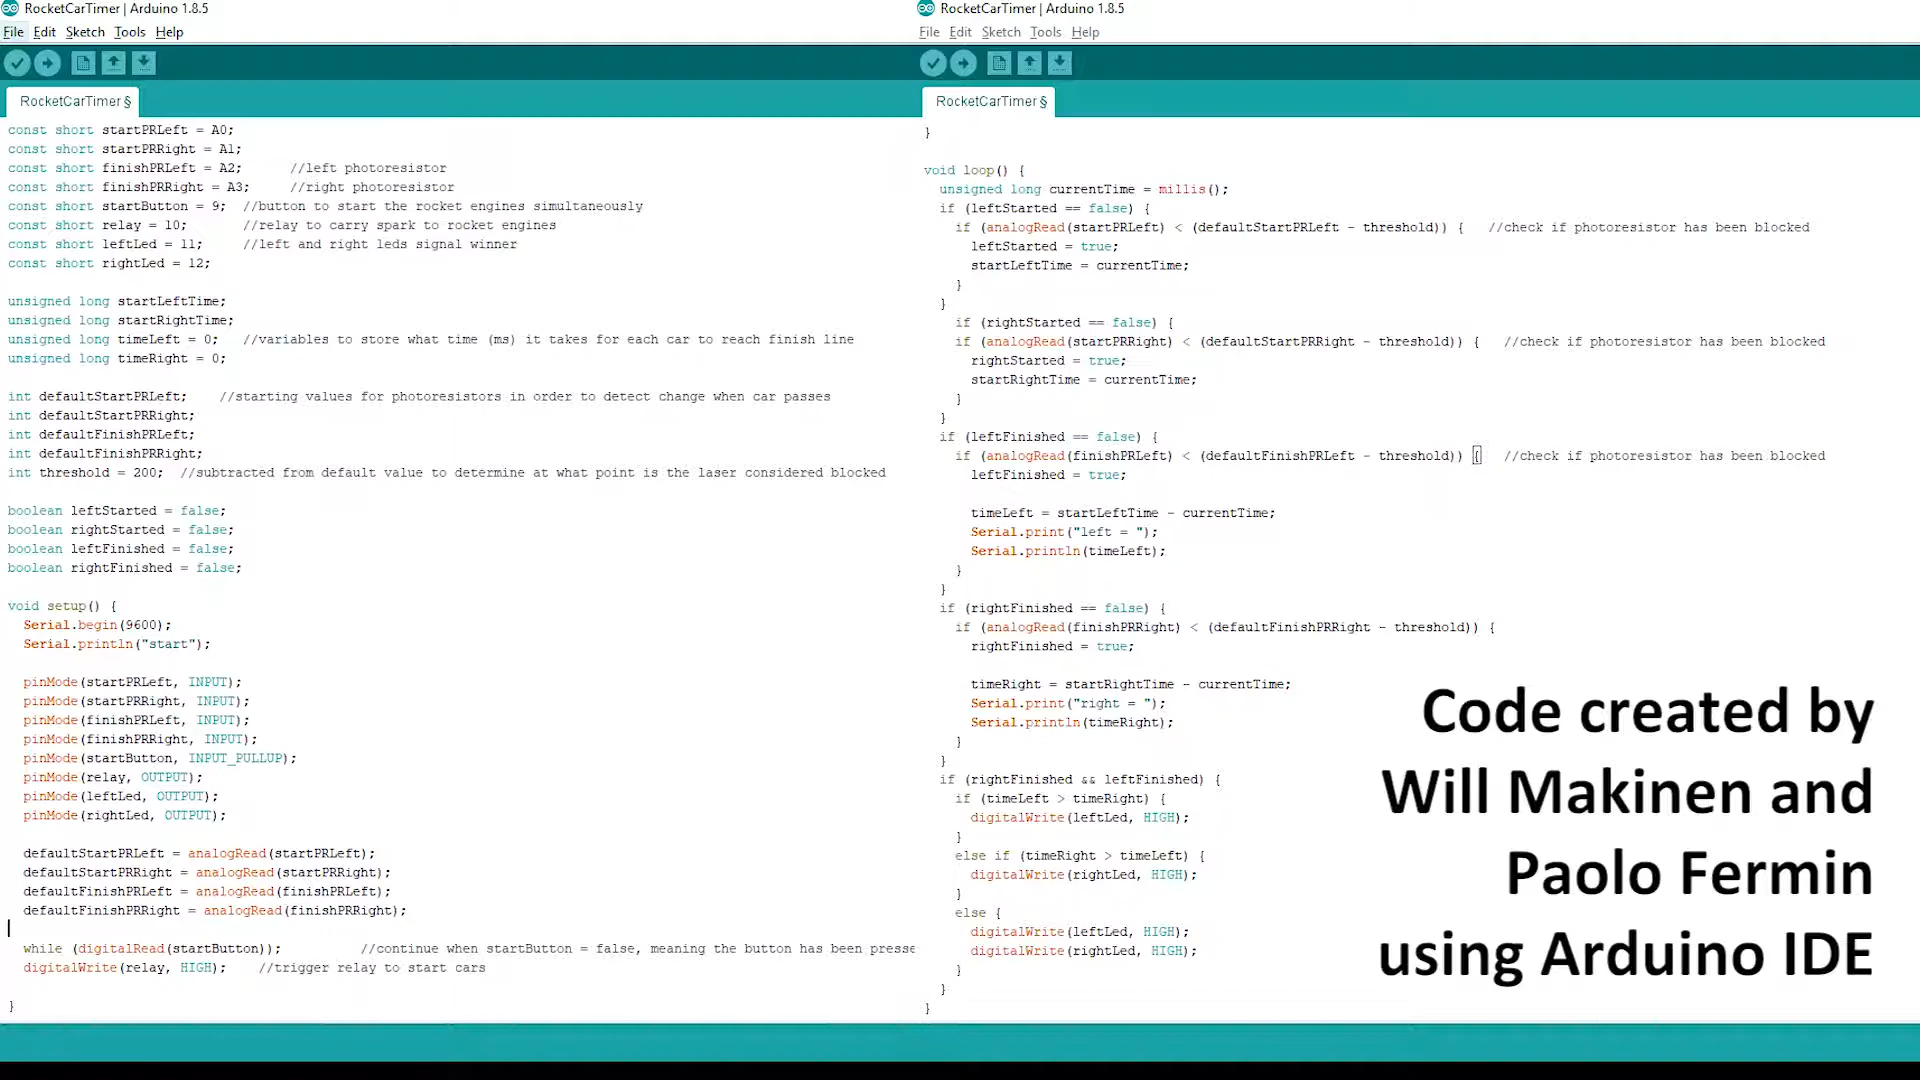 RocketCarTimer | Arduino 1.8.5
File Edit Sketch Tools Help
RocketCarTimer §
const short startPRLeft = A0;
const short startPRRight = A1;
const short finishPRLeft = A2;      //left photoresistor
const short finishPRRight = A3;     //right photoresistor
const short startButton = 9;  //button to start the rocket engines simultaneously
const short relay = 10;       //relay to carry spark to rocket engines
const short leftLed = 11;     //left and right leds signal winner
const short rightLed = 12;
unsigned long startLeftTime;
unsigned long startRightTime;
unsigned long timeLeft = 0;   //variables to store what time (ms) it takes for each car to reach finish line
unsigned long timeRight = 0;
int defaultStartPRLeft;    //starting values for photoresistors in order to detect change when car passes
int defaultStartPRRight;
int defaultFinishPRLeft;
int defaultFinishPRRight;
int threshold = 200;  //subtracted from default value to determine at what point is the laser considered blocked
boolean leftStarted = false;
boolean rightStarted = false;
boolean leftFinished = false;
boolean rightFinished = false;
void setup() {
  Serial.begin(9600);
  Serial.println("start");
  pinMode(startPRLeft, INPUT);
  pinMode(startPRRight, INPUT);
  pinMode(finishPRLeft, INPUT);
  pinMode(finishPRRight, INPUT);
  pinMode(startButton, INPUT_PULLUP);
  pinMode(relay, OUTPUT);
  pinMode(leftLed, OUTPUT);
  pinMode(rightLed, OUTPUT);
  defaultStartPRLeft = analogRead(startPRLeft);
  defaultStartPRRight = analogRead(startPRRight);
  defaultFinishPRLeft = analogRead(finishPRLeft);
  defaultFinishPRRight = analogRead(finishPRRight);
  while (digitalRead(startButton));          //continue when startButton = false, meaning the button has been presse
  digitalWrite(relay, HIGH);    //trigger relay to start cars
}
RocketCarTimer | Arduino 1.8.5
File Edit Sketch Tools Help
RocketCarTimer §
}
void loop() {
  unsigned long currentTime = millis();
  if (leftStarted == false) {
    if (analogRead(startPRLeft) < (defaultStartPRLeft - threshold)) {   //check if photoresistor has been blocked
      leftStarted = true;
      startLeftTime = currentTime;
    }
  }
    if (rightStarted == false) {
    if (analogRead(startPRRight) < (defaultStartPRRight - threshold)) {   //check if photoresistor has been blocked
      rightStarted = true;
      startRightTime = currentTime;
    }
  }
  if (leftFinished == false) {
    if (analogRead(finishPRLeft) < (defaultFinishPRLeft - threshold)) {   //check if photoresistor has been blocked
      leftFinished = true;
      timeLeft = startLeftTime - currentTime;
      Serial.print("left = ");
      Serial.println(timeLeft);
    }
  }
  if (rightFinished == false) {
    if (analogRead(finishPRRight) < (defaultFinishPRRight - threshold)) {
      rightFinished = true;
      timeRight = startRightTime - currentTime;
      Serial.print("right = ");
      Serial.println(timeRight);
    }
  }
  if (rightFinished && leftFinished) {
    if (timeLeft > timeRight) {
      digitalWrite(leftLed, HIGH);
    }
    else if (timeRight > timeLeft) {
      digitalWrite(rightLed, HIGH);
    }
    else {
      digitalWrite(leftLed, HIGH);
      digitalWrite(rightLed, HIGH);
    }
  }
}
Code created by
Will Makinen and
Paolo Fermin
using Arduino IDE